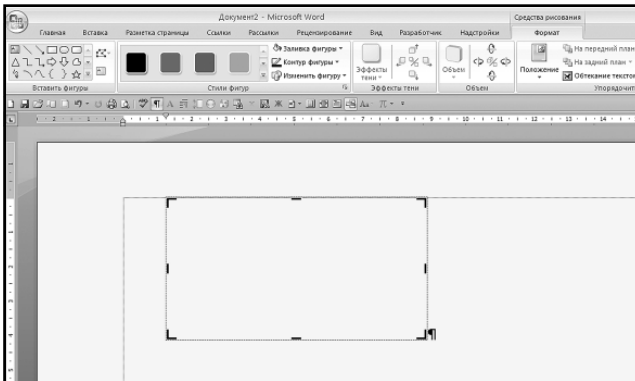 Документ2 - Microsoft Word
Средства рисования
Главная Вставка Разметка страницы Ссылки Рассылки Рецензирование Вид Разработчик Надстройки Формат
Заливка фигуры
Контур фигуры
Изменить фигуру
Эффекты тени
Объем
Положение
На передний план
На задний план
Обтекание тексто
Вставить фигуры Стили фигур Эффекты тени Объем Упорядочит
¶